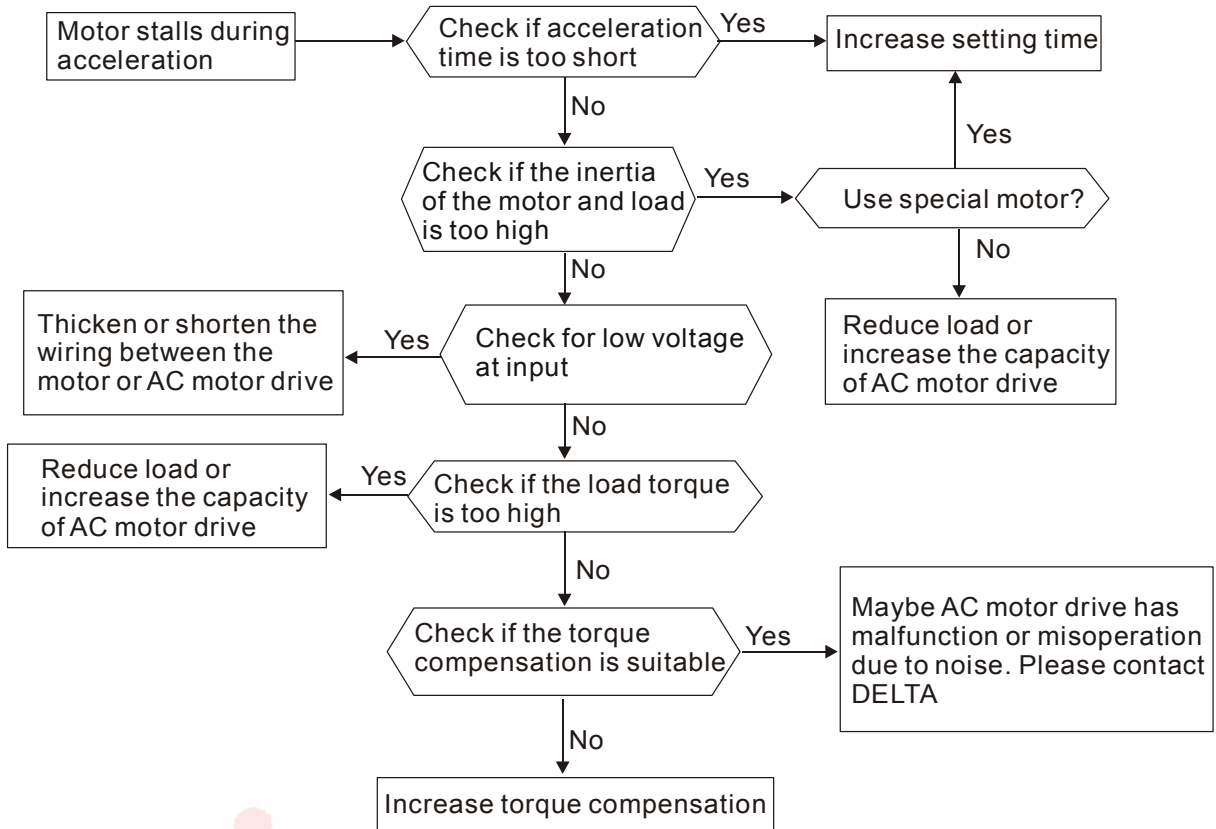 Motor stalls during
acceleration
Check if acceleration
time is too short
Yes
Increase setting time
No
Yes
Check if the inertia
of the motor and load
is too high
Yes
Use special motor?
No
No
Thicken or shorten the
wiring between the
motor or AC motor drive
Yes
Check for low voltage
at input
Reduce load or
increase the capacity
of AC motor drive
No
Reduce load or
increase the capacity
of AC motor drive
Yes
Check if the load torque
is too high
No
Check if the torque
compensation is suitable
Yes
Maybe AC motor drive has
malfunction or misoperation
due to noise. Please contact
DELTA
No
Increase torque compensation